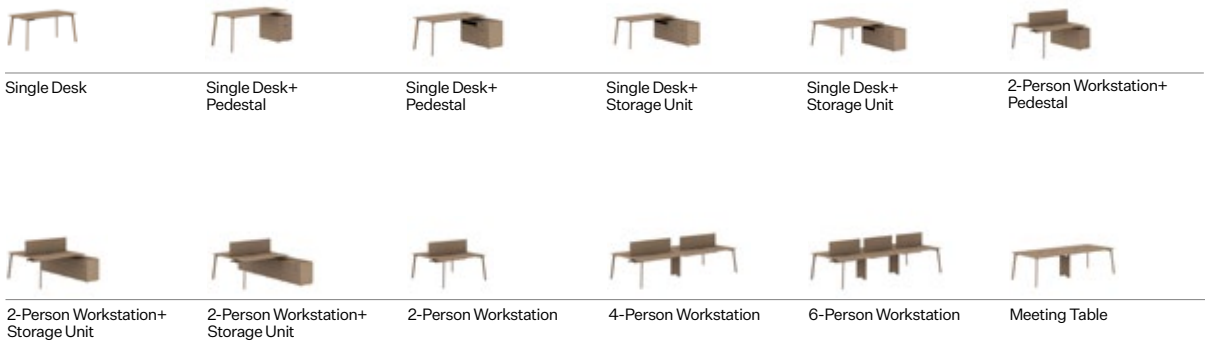 Single Desk
Single Desk+
Pedestal
Single Desk+
Pedestal
Single Desk+
Storage Unit
Single Desk+
Storage Unit
2-Person Workstation+
Pedestal
2-Person Workstation+
Storage Unit
2-Person Workstation+
Storage Unit
2-Person Workstation
4-Person Workstation
6-Person Workstation
Meeting Table